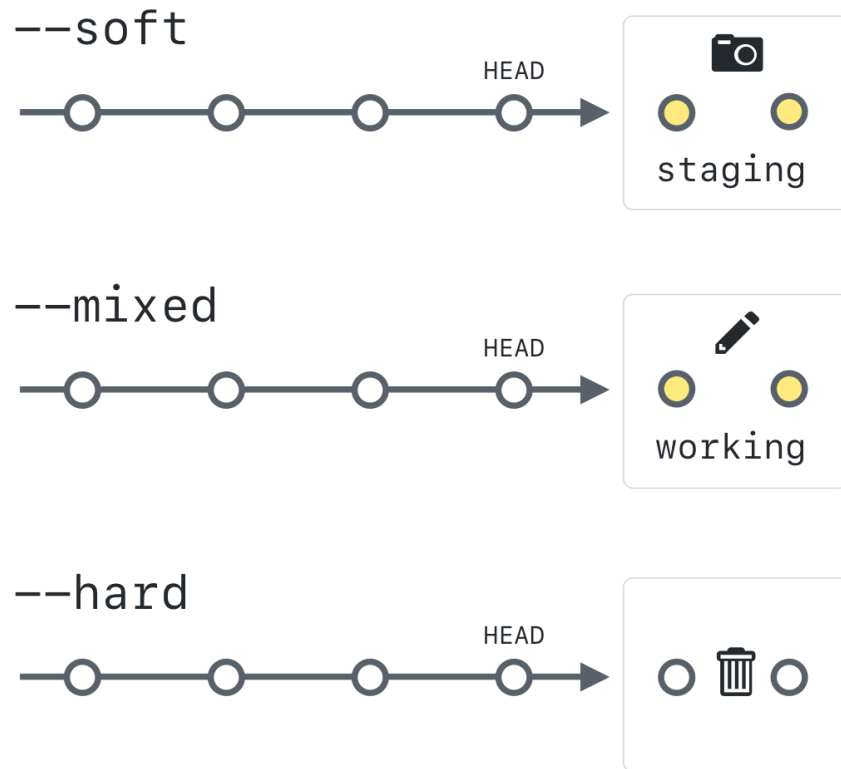 --soft
HEAD
staging
--mixed
HEAD
working
--hard
HEAD